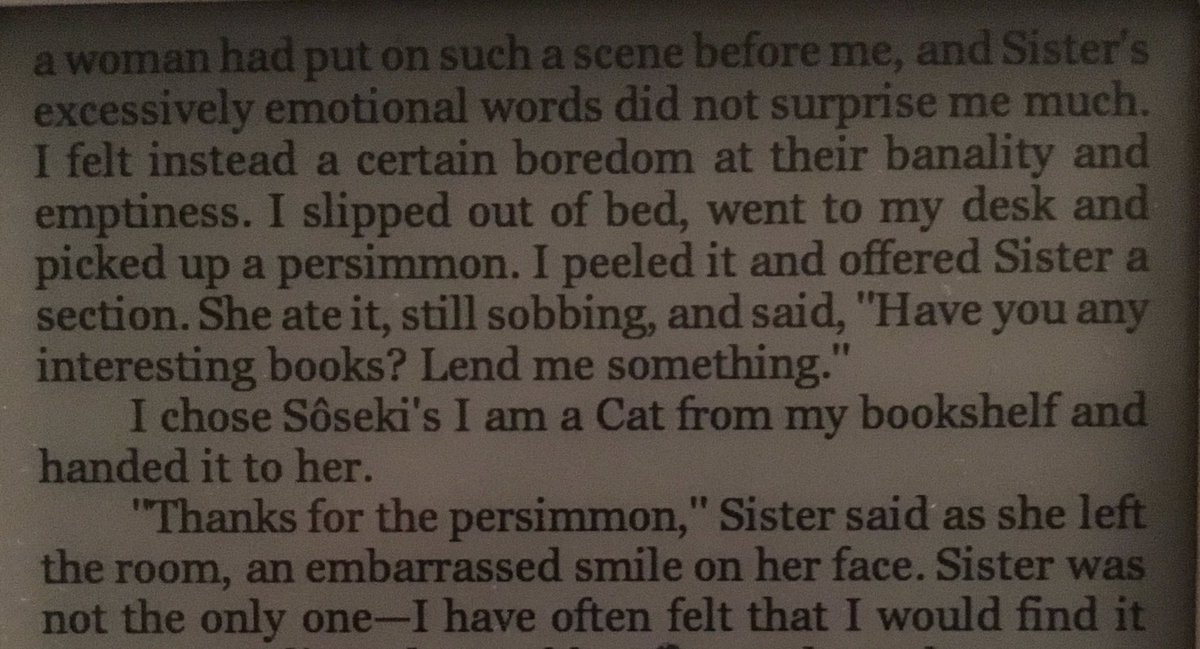 a woman had put on such a scene before me, and Sister's
excessively emotional words did not surprise me much.
I felt instead a certain boredom at their banality and
emptiness. I slipped out of bed, went to my desk and
picked up a persimmon. I peeled it and offered Sister a
section. She ate it, still sobbing, and said, "Have you any
interesting books? Lend me something."
I chose Sôseki's I am a Cat from my bookshelf and
handed it to her.
"Thanks for the persimmon," Sister said as she left
the room, an embarrassed smile on her face. Sister was
not the only one—I have often felt that I would find it